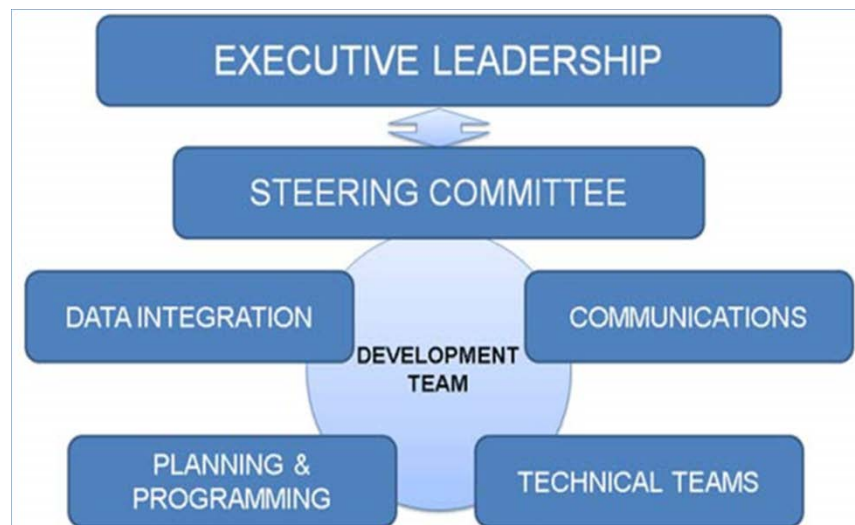 EXECUTIVE LEADERSHIP
STEERING COMMITTEE
DATA INTEGRATION
COMMUNICATIONS
DEVELOPMENT
TEAM
PLANNING &
PROGRAMMING
TECHNICAL TEAMS